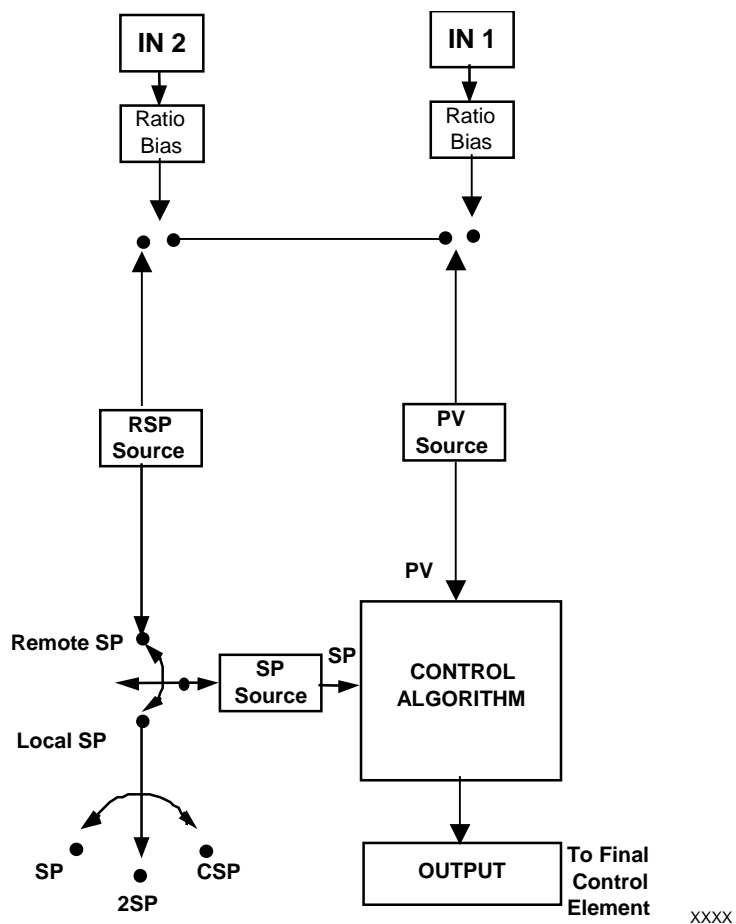 IN 2
IN 1
Ratio
Bias
Ratio
Bias
RSP
Source
PV
Source
PV
Remote SP
SP
Source
SP
CONTROL
ALGORITHM
Local SP
SP
2SP
CSP
OUTPUT
To Final
Control
Element
XXXX